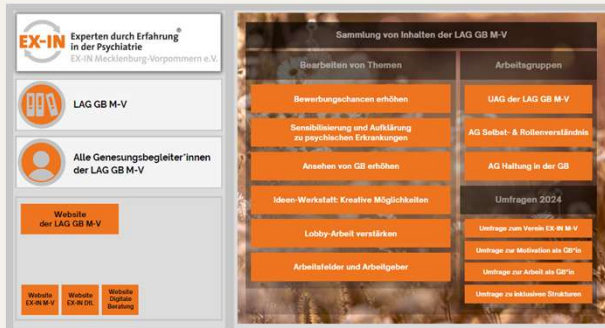 EX-IN
Experten durch Erfahrung®
in der Psychiatrie
EX-IN Mecklenburg-Vorpommern e.V.
LAG GB M-V
Alle Genesungsbegleiter*innen
der LAG GB M-V
Website
der LAG GB M-V
Website
EX-IN M-V
Website
EX-IN Dtl.
Website
Digitale
Beratung
Sammlung von Inhalten der LAG GB M-V
Bearbeiten von Themen
Bewerbungschancen erhöhen
Sensibilisierung und Aufklärung
zu psychischen Erkrankungen
Ansehen von GB erhöhen
Ideen-Werkstatt: Kreative Möglichkeiten
Lobby-Arbeit verstärken
Arbeitsfelder und Arbeitgeber
Arbeitsgruppen
UAG der LAG GB M-V
AG Selbst- & Rollenverständnis
AG Haltung in der GB
Umfragen 2024
Umfrage zum Verein EX-IN M-V
Umfrage zur Motivation als GB*in
Umfrage zur Arbeit als GB*in
Umfrage zu inklusiven Strukturen